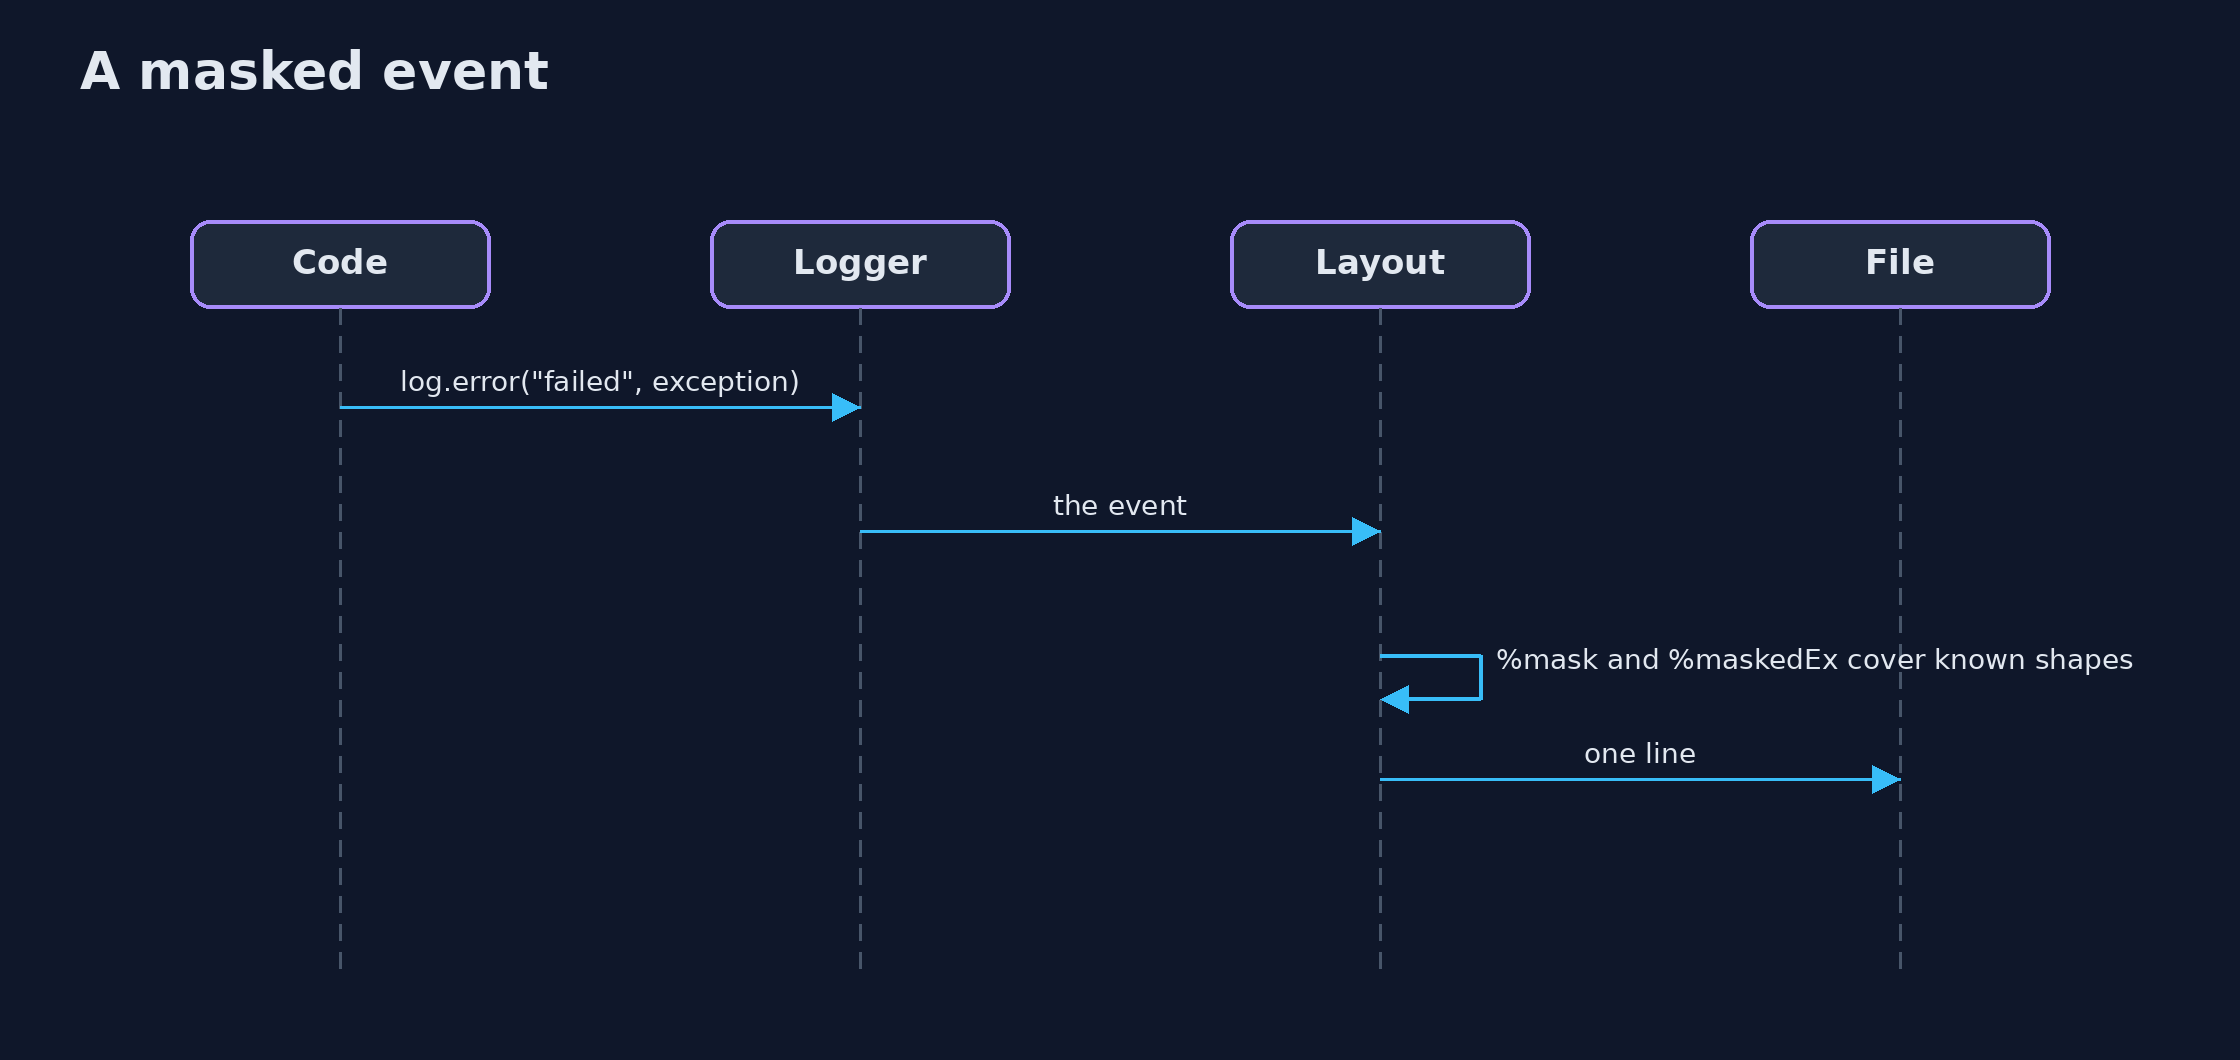 A masked event
Code
Logger
Layout
File
log.error("failed", exception)
the event
%mask and %maskedEx cover known shapes
one line